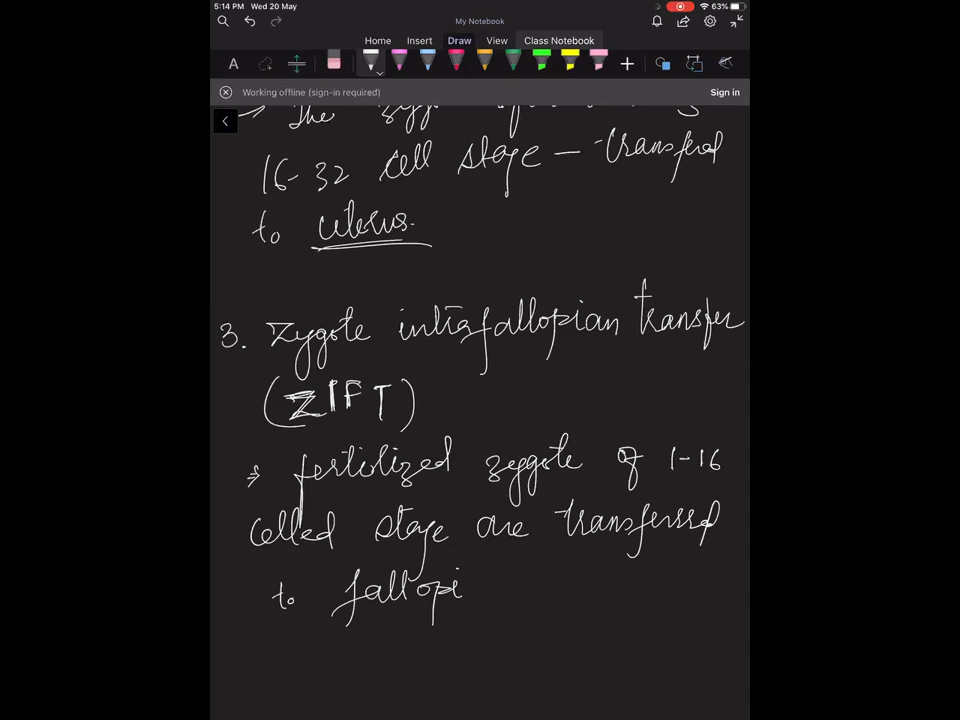 5:14 PM Wed 20 May
63%
My Notebook
Home Insert Draw View Class Notebook
A
Working offline (sign-in required) Sign in
→ The
16-32 cell stage - transferd
to uterus.
3. Zygote intrafallopian transfer
(ZIFT)
→ fertilized zygote of 1-16
celled stage are transferred
to fallopi